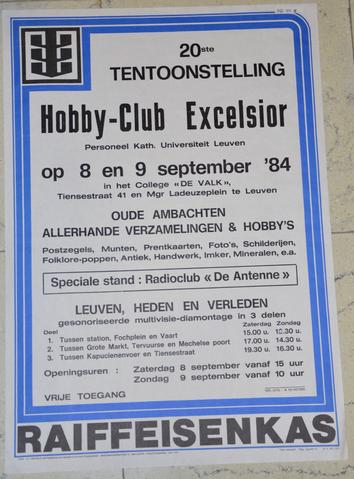 20ste
TENTOONSTELLING
Hobby-Club Excelsior
Personeel Kath. Universiteit Leuven
op 8 en 9 september '84
in het College «DE VALK»,
Tiensestraat 41 en Mgr Ladeuzeplein te Leuven
OUDE AMBACHTEN
ALLERHANDE VERZAMELINGEN & HOBBY'S
Postzegels, Munten, Prentkaarten, Foto's, Schilderijen,
Folklore-poppen, Antiek, Handwerk, Imker, Mineralen, e.a.
Speciale stand : Radioclub « De Antenne »
LEUVEN, HEDEN EN VERLEDEN
gesonoriseerde multivisie-diamontage in 3 delen
Deel Zaterdag Zondag
1. Tussen station, Fochplein en Vaart 15.00 u. 10.30 u.
2. Tussen Grote Markt, Tervuurse en Mechelse poort 17.00 u. 14.30 u.
3. Tussen Kapucienenvoer en Tiensestraat 19.30 u. 16.30 u.
Openingsuren : Zaterdag 8 september vanaf 15 uur
Zondag 9 september vanaf 10 uur
VRIJE TOEGANG
RAIFFEISENKAS